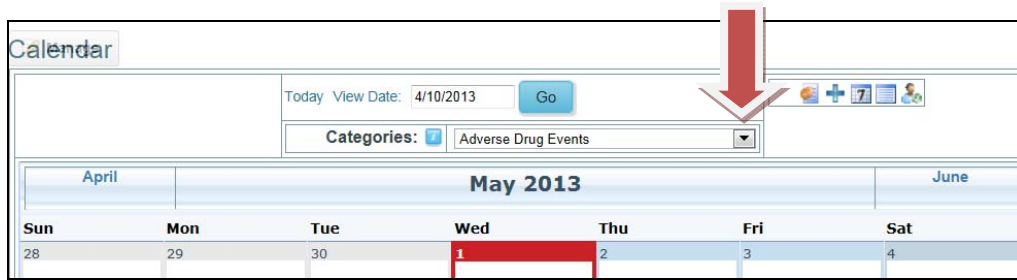 Calendar
Today View Date: 4/10/2013 Go
7
Categories: Adverse Drug Events
April May 2013 June
Sun Mon Tue Wed Thu Fri Sat
28 29 30 1 2 3 4